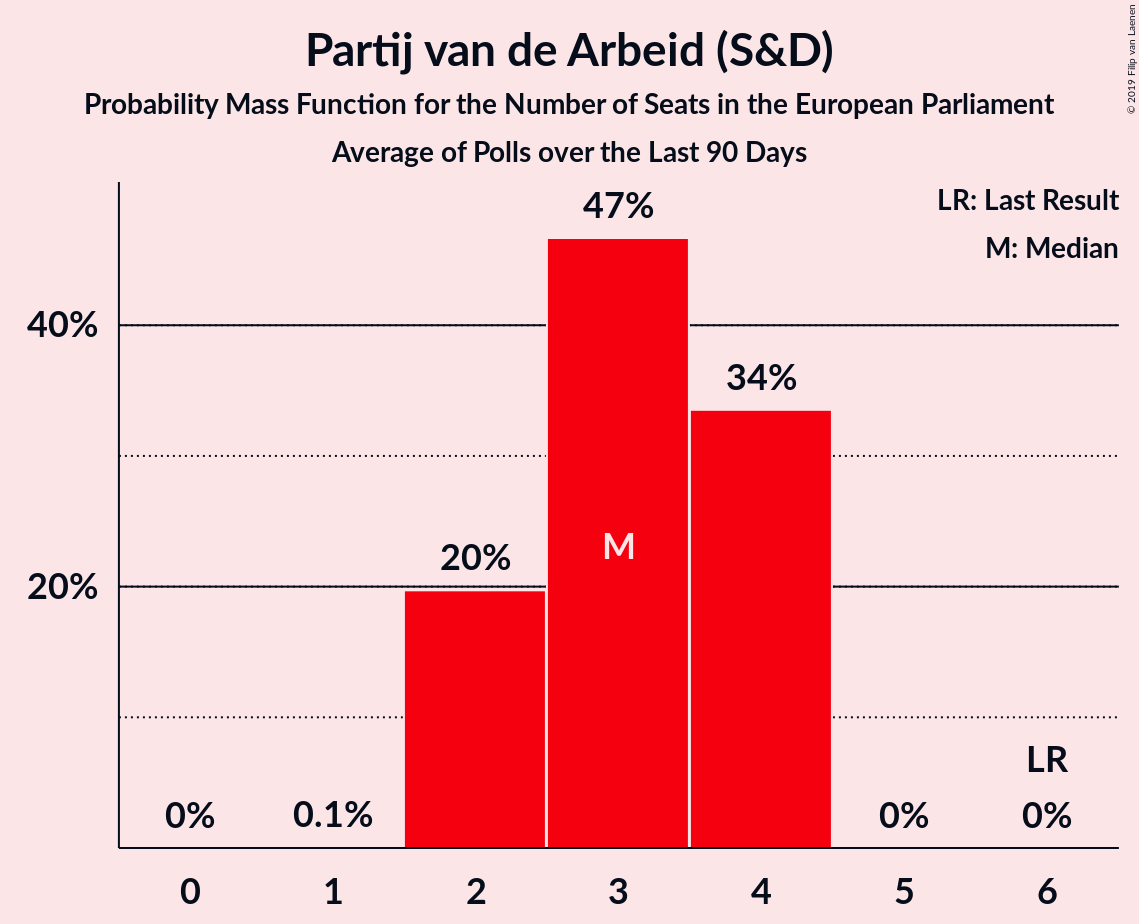 Partij van de Arbeid (S&D)
Probability Mass Function for the Number of Seats in the European Parliament
Average of Polls over the Last 90 Days
© 2019 Filip van Laenen
LR: Last Result
M: Median
47%
40%
34%
M
20%
20%
LR
0%
0.1%
0%
0%
0
1
2
3
4
5
6